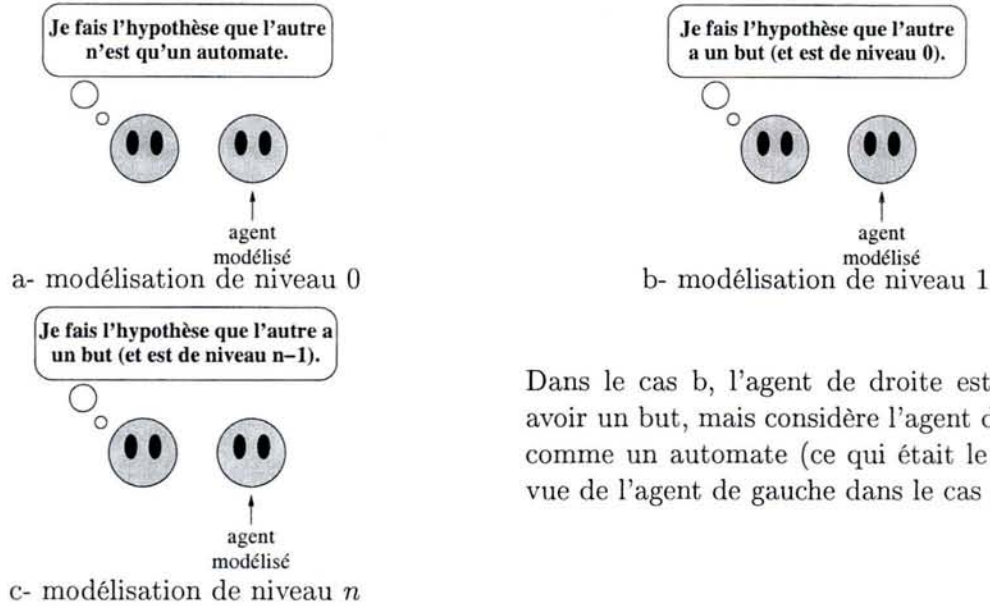 Je fais l'hypothèse que l'autre
n'est qu'un automate.
agent
modélisé
a- modélisation de niveau 0
Je fais l'hypothèse que l'autre
a un but (et est de niveau 0).
agent
modélisé
b- modélisation de niveau 1
Je fais l'hypothèse que l'autre a
un but (et est de niveau n–1).
agent
modélisé
c- modélisation de niveau n
Dans le cas b, l'agent de droite est
avoir un but, mais considère l'agent
comme un automate (ce qui était le
vue de l'agent de gauche dans le cas